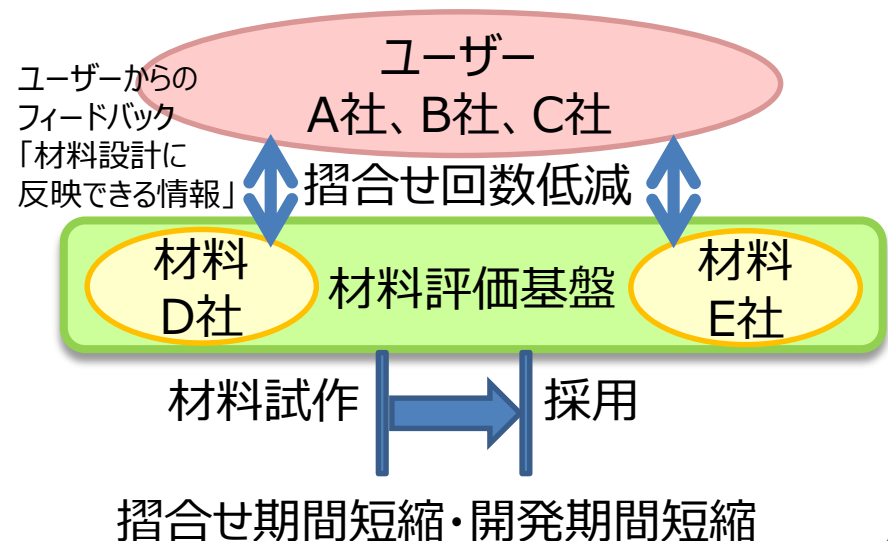 ユーザー
A社、B社、C社
ユーザーからの
フィードバック
「材料設計に
反映できる情報」
摺合せ回数低減
材料
D社
材料評価基盤
材料
E社
材料試作
採用
摺合せ期間短縮・開発期間短縮